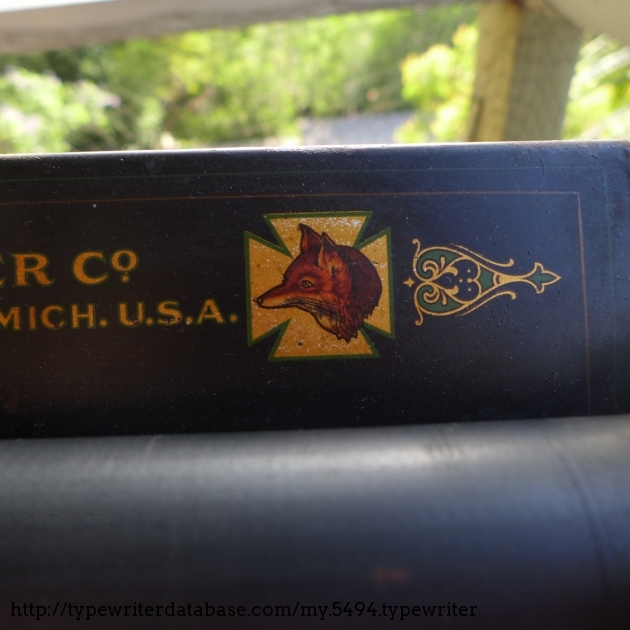 ER Cº
MICH. U.S.A.
http://typewriterdatabase.com/my.5494.typewriter